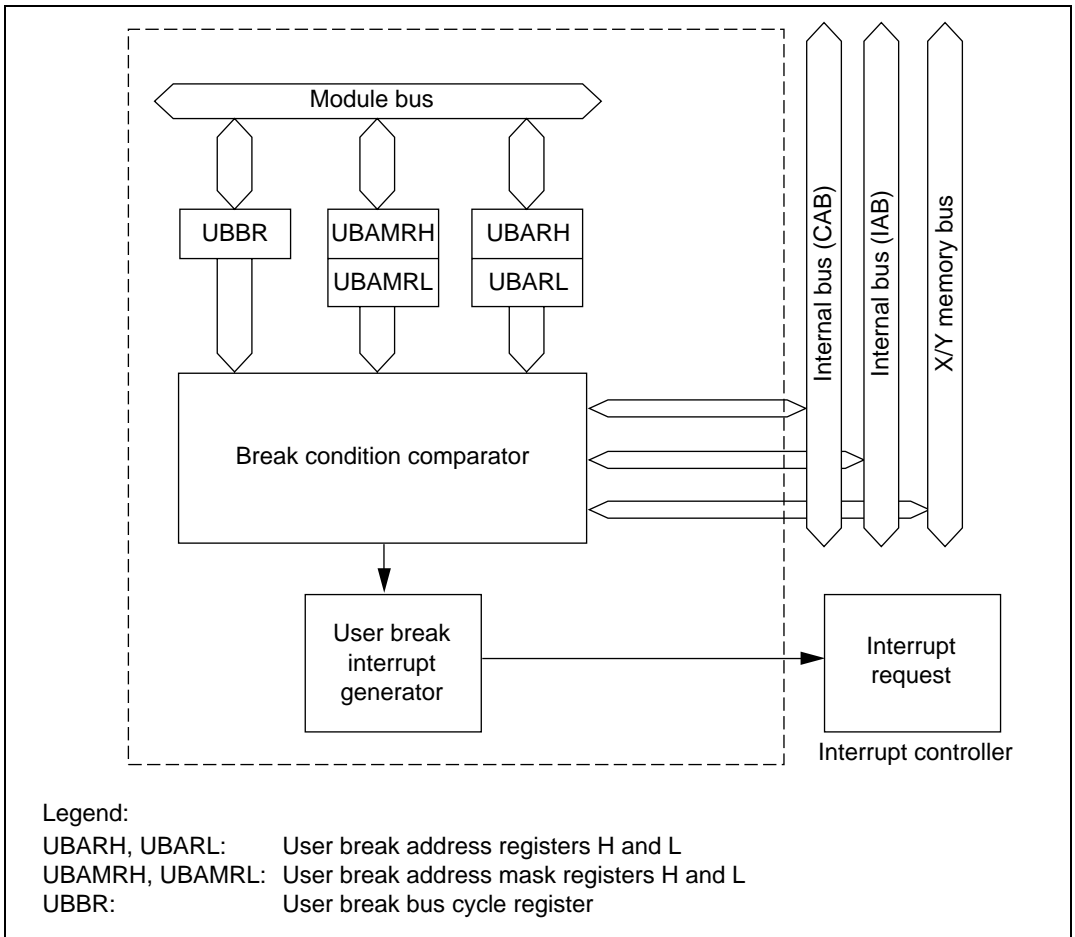 Module bus
UBBR
UBAMRH
UBARH
UBAMRL
UBARL
Internal bus (CAB)
Internal bus (IAB)
X/Y memory bus
Break condition comparator
User break
interrupt
generator
Interrupt
request
Interrupt controller
Legend:
UBARH, UBARL: User break address registers H and L
UBAMRH, UBAMRL: User break address mask registers H and L
UBBR: User break bus cycle register